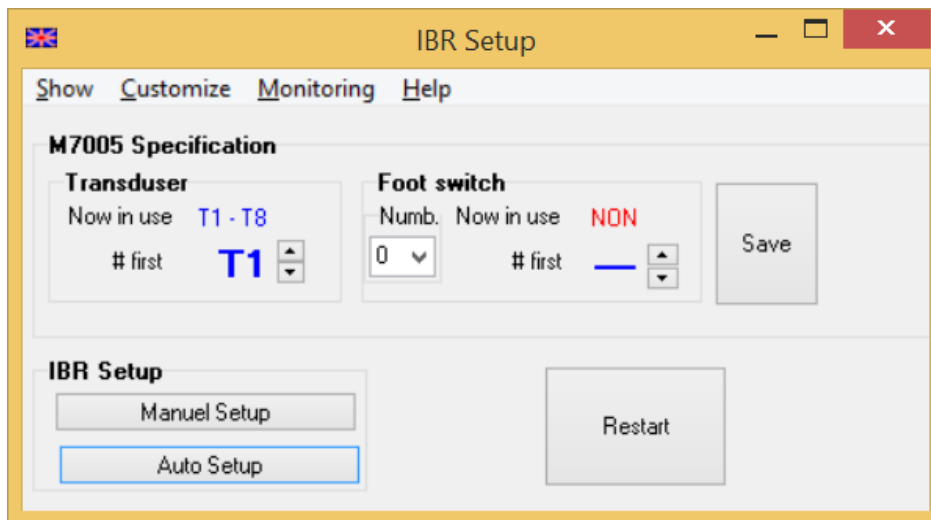 IBR Setup
Show Customize Monitoring Help
M7005 Specification
Transduser
Now in use T1 - T8
# first T1
Foot switch
Numb. Now in use NON
0 # first —
Save
IBR Setup
Manuel Setup
Auto Setup
Restart